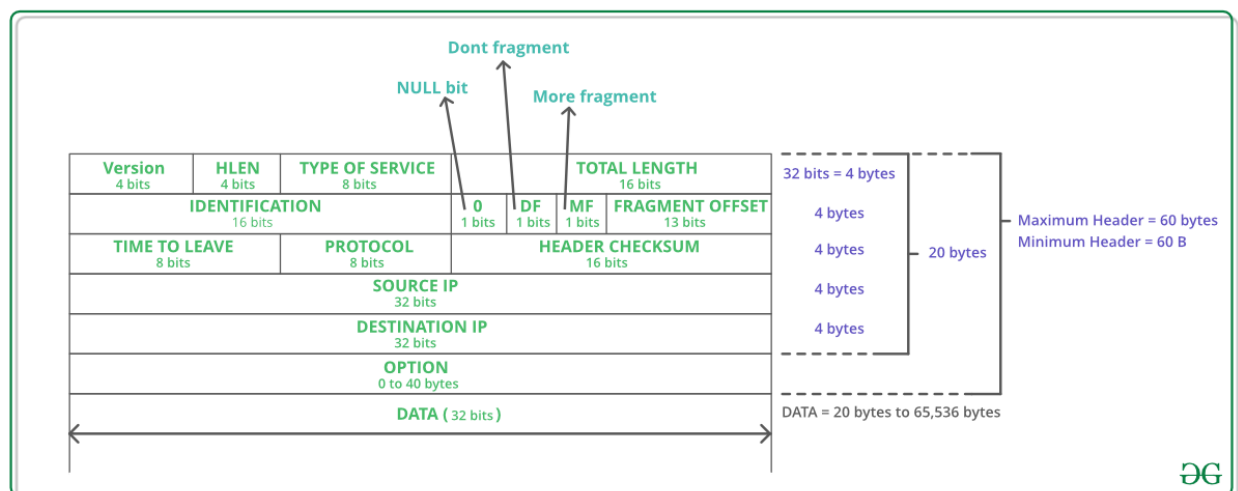 Dont fragment
NULL bit
More fragment
Version
4 bits
HLEN
4 bits
TYPE OF SERVICE
8 bits
TOTAL LENGTH
16 bits
32 bits = 4 bytes
IDENTIFICATION
16 bits
0
1 bits
DF
1 bits
MF
1 bits
FRAGMENT OFFSET
13 bits
4 bytes
TIME TO LEAVE
8 bits
PROTOCOL
8 bits
HEADER CHECKSUM
16 bits
4 bytes
20 bytes
Maximum Header = 60 bytes
Minimum Header = 60 B
SOURCE IP
32 bits
4 bytes
DESTINATION IP
32 bits
4 bytes
OPTION
0 to 40 bytes
DATA ( 32 bits )
DATA = 20 bytes to 65,536 bytes